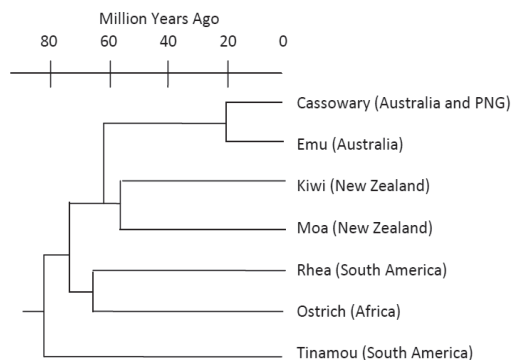 Million Years Ago
80 60 40 20 0
Cassowary (Australia and PNG)
Emu (Australia)
Kiwi (New Zealand)
Moa (New Zealand)
Rhea (South America)
Ostrich (Africa)
Tinamou (South America)